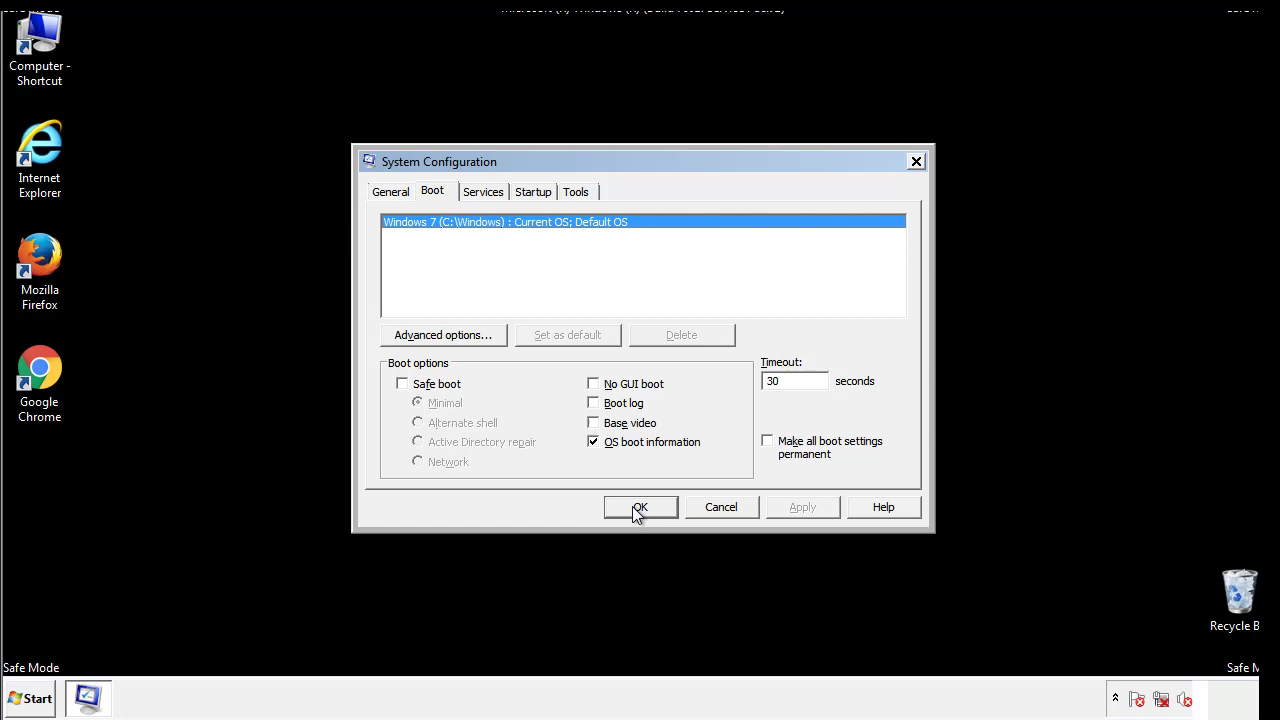 Computer -
Shortcut
Internet
Explorer
Mozilla
Firefox
Google
Chrome
System Configuration
General
Boot
Services
Startup
Tools
Windows 7 (C:\Windows) : Current OS; Default OS
Advanced options...
Set as default
Delete
Boot options
Safe boot
Minimal
Alternate shell
Active Directory repair
Network
No GUI boot
Boot log
Base video
OS boot information
Timeout:
30 seconds
Make all boot settings
permanent
OK
Cancel
Apply
Help
Recycle B
Safe Mode
Safe M
Start